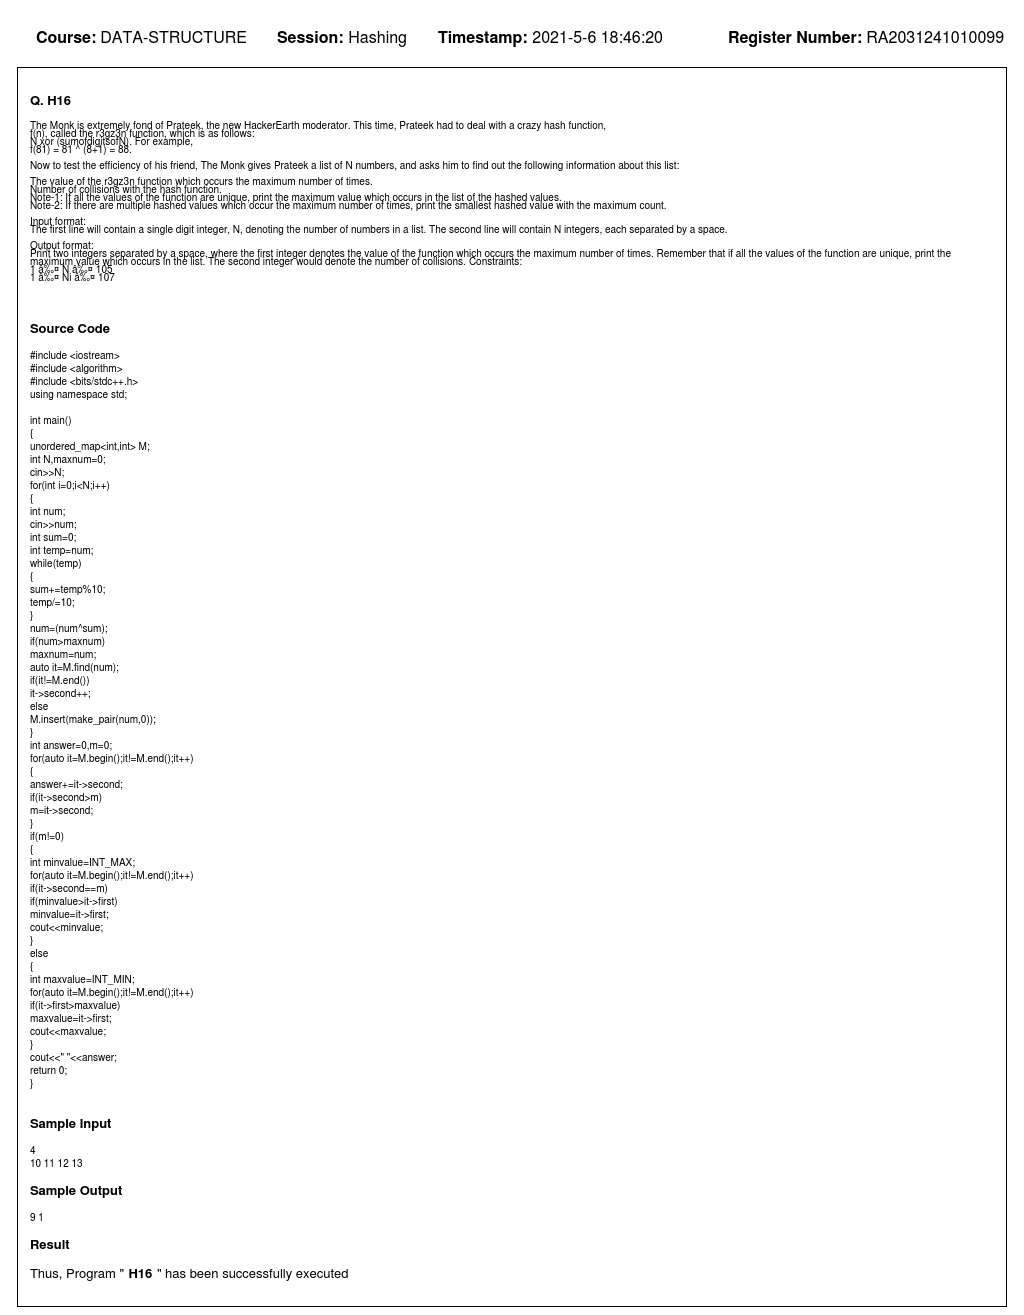 Course: DATA-STRUCTURE Session: Hashing Timestamp: 2021-5-6 18:46:20 Register Number: RA2031241010099
Q. H16
The Monk is extremely fond of Prateek, the new HackerEarth moderator. This time, Prateek had to deal with a crazy hash function,
f(n), called the r3gz3n function, which is as follows:
N xor (sumofdigitsofN). For example,
f(81) = 81 ^ (8+1) = 88.
Now to test the efficiency of his friend, The Monk gives Prateek a list of N numbers, and asks him to find out the following information about this list:
The value of the r3gz3n function which occurs the maximum number of times.
Number of collisions with the hash function.
Note-1: If all the values of the function are unique, print the maximum value which occurs in the list of the hashed values.
Note-2: If there are multiple hashed values which occur the maximum number of times, print the smallest hashed value with the maximum count.
Input format:
The first line will contain a single digit integer, N, denoting the number of numbers in a list. The second line will contain N integers, each separated by a space.
Output format:
Print two integers separated by a space, where the first integer denotes the value of the function which occurs the maximum number of times. Remember that if all the values of the function are unique, print the
maximum value which occurs in the list. The second integer would denote the number of collisions. Constraints:
1 â‰¤ N â‰¤ 105
1 â‰¤ Ni â‰¤ 107
Source Code
#include <iostream>
#include <algorithm>
#include <bits/stdc++.h>
using namespace std;
int main()
{
unordered_map<int,int> M;
int N,maxnum=0;
cin>>N;
for(int i=0;i<N;i++)
{
int num;
cin>>num;
int sum=0;
int temp=num;
while(temp)
{
sum+=temp%10;
temp/=10;
}
num=(num^sum);
if(num>maxnum)
maxnum=num;
auto it=M.find(num);
if(it!=M.end())
it->second++;
else
M.insert(make_pair(num,0));
}
int answer=0,m=0;
for(auto it=M.begin();it!=M.end();it++)
{
answer+=it->second;
if(it->second>m)
m=it->second;
}
if(m!=0)
{
int minvalue=INT_MAX;
for(auto it=M.begin();it!=M.end();it++)
if(it->second==m)
if(minvalue>it->first)
minvalue=it->first;
cout<<minvalue;
}
else
{
int maxvalue=INT_MIN;
for(auto it=M.begin();it!=M.end();it++)
if(it->first>maxvalue)
maxvalue=it->first;
cout<<maxvalue;
}
cout<<" "<<answer;
return 0;
}
Sample Input
4
10 11 12 13
Sample Output
9 1
Result
Thus, Program " H16 " has been successfully executed